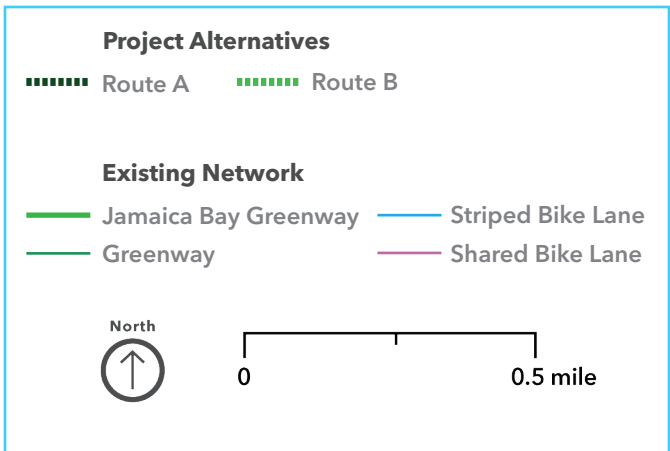 Project Alternatives
Route A Route B
Existing Network
Jamaica Bay Greenway Striped Bike Lane
Greenway Shared Bike Lane
North
0 0.5 mile